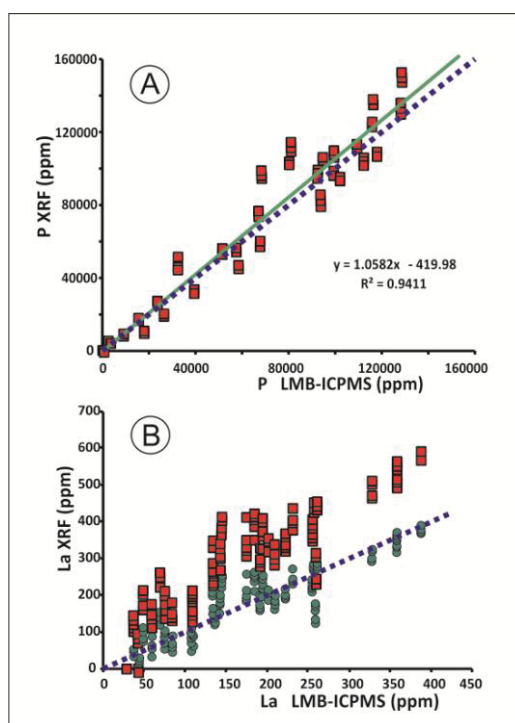 A
P XRF (ppm)
160000
120000
80000
40000
0
y = 1.0582x - 419.98
R² = 0.9411
0 40000 80000 120000 160000
P LMB-ICPMS (ppm)
B
La XRF (ppm)
700
600
500
400
300
200
100
0
0 50 100 150 200 250 300 350 400 450
La LMB-ICPMS (ppm)